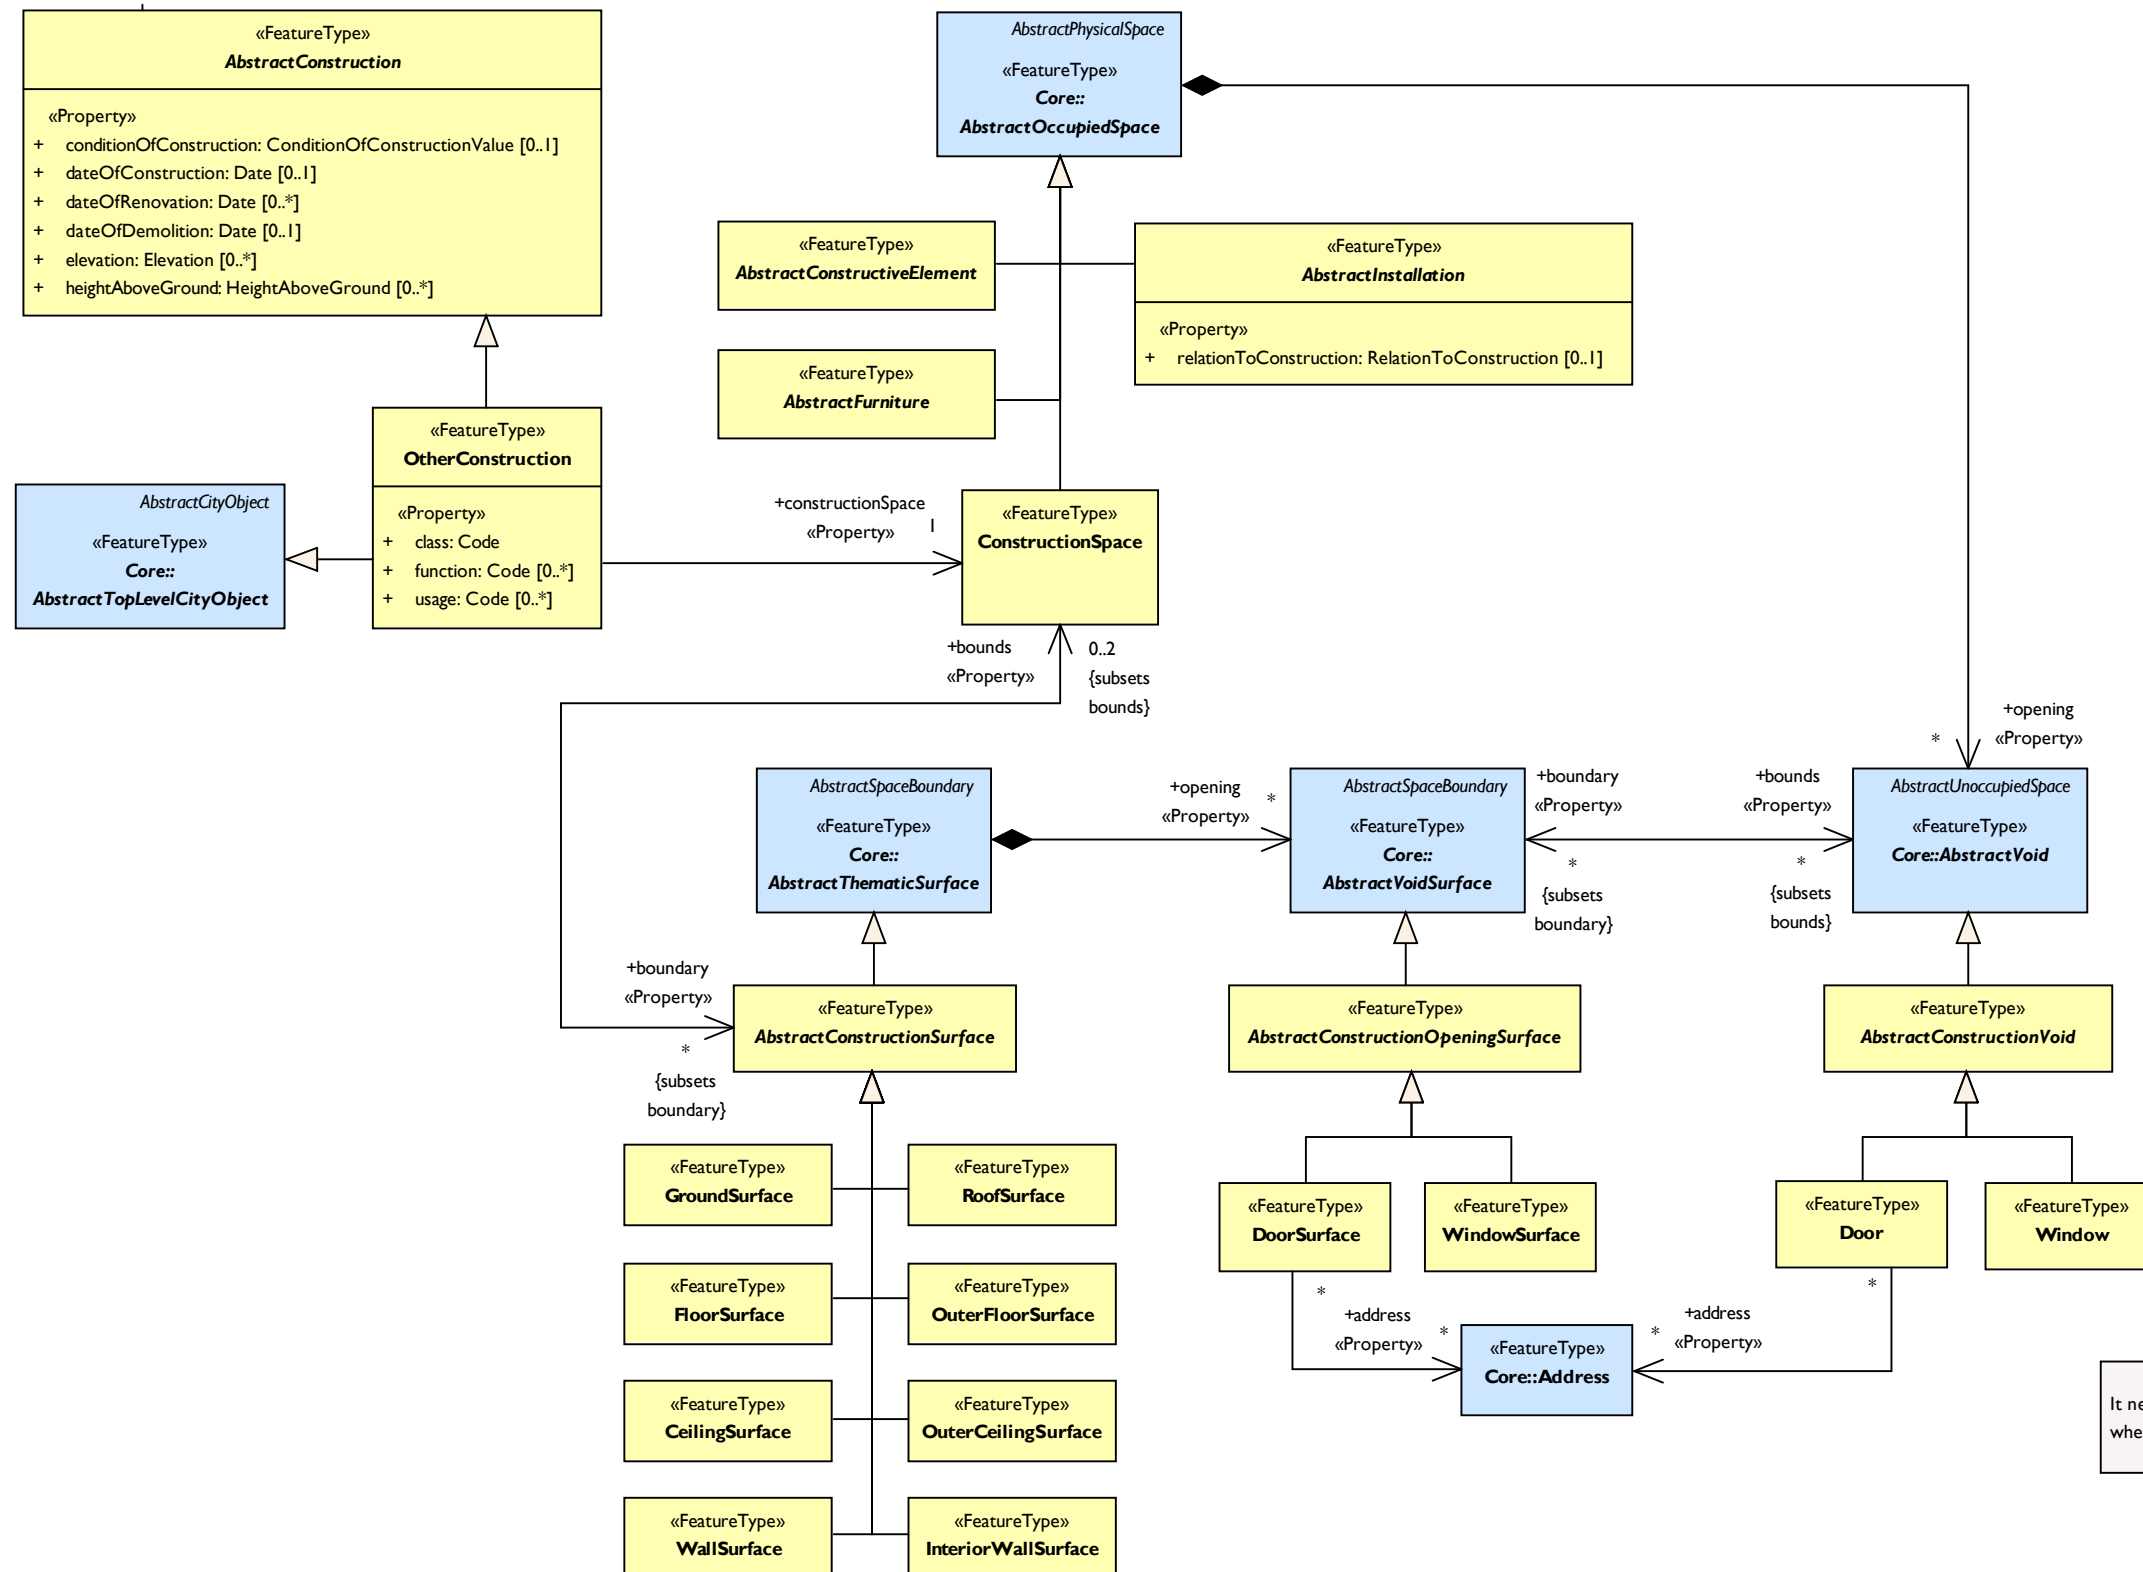 «FeatureType»
AbstractConstruction
«Property»
+ conditionOfConstruction: ConditionOfConstructionValue [0..1]
+ dateOfConstruction: Date [0..1]
+ dateOfRenovation: Date [0..*]
+ dateOfDemolition: Date [0..1]
+ elevation: Elevation [0..*]
+ heightAboveGround: HeightAboveGround [0..*]
AbstractPhysicalSpace
«FeatureType»
Core::
AbstractOccupiedSpace
«FeatureType»
AbstractConstructiveElement
«FeatureType»
AbstractInstallation
«Property»
+ relationToConstruction: RelationToConstruction [0..1]
«FeatureType»
AbstractFurniture
«FeatureType»
OtherConstruction
«Property»
+ class: Code
+ function: Code [0..*]
+ usage: Code [0..*]
AbstractCityObject
«FeatureType»
Core::
AbstractTopLevelCityObject
+constructionSpace
«Property»
1
«FeatureType»
ConstructionSpace
+bounds
«Property»
0..2
{subsets
bounds}
+opening
«Property»
*
AbstractSpaceBoundary
«FeatureType»
Core::
AbstractThematicSurface
+opening
«Property»
*
AbstractSpaceBoundary
«FeatureType»
Core::
AbstractVoidSurface
+boundary
«Property»
*
{subsets
boundary}
+bounds
«Property»
*
{subsets
bounds}
AbstractUnoccupiedSpace
«FeatureType»
Core::AbstractVoid
+boundary
«Property»
*
{subsets
boundary}
«FeatureType»
AbstractConstructionSurface
«FeatureType»
AbstractConstructionOpeningSurface
«FeatureType»
AbstractConstructionVoid
«FeatureType»
GroundSurface
«FeatureType»
RoofSurface
«FeatureType»
FloorSurface
«FeatureType»
OuterFloorSurface
«FeatureType»
CeilingSurface
«FeatureType»
OuterCeilingSurface
«FeatureType»
WallSurface
«FeatureType»
InteriorWallSurface
«FeatureType»
DoorSurface
«FeatureType»
WindowSurface
«FeatureType»
Door
«FeatureType»
Window
*
+address
«Property»
*
«FeatureType»
Core::Address
*
+address
«Property»
*
It